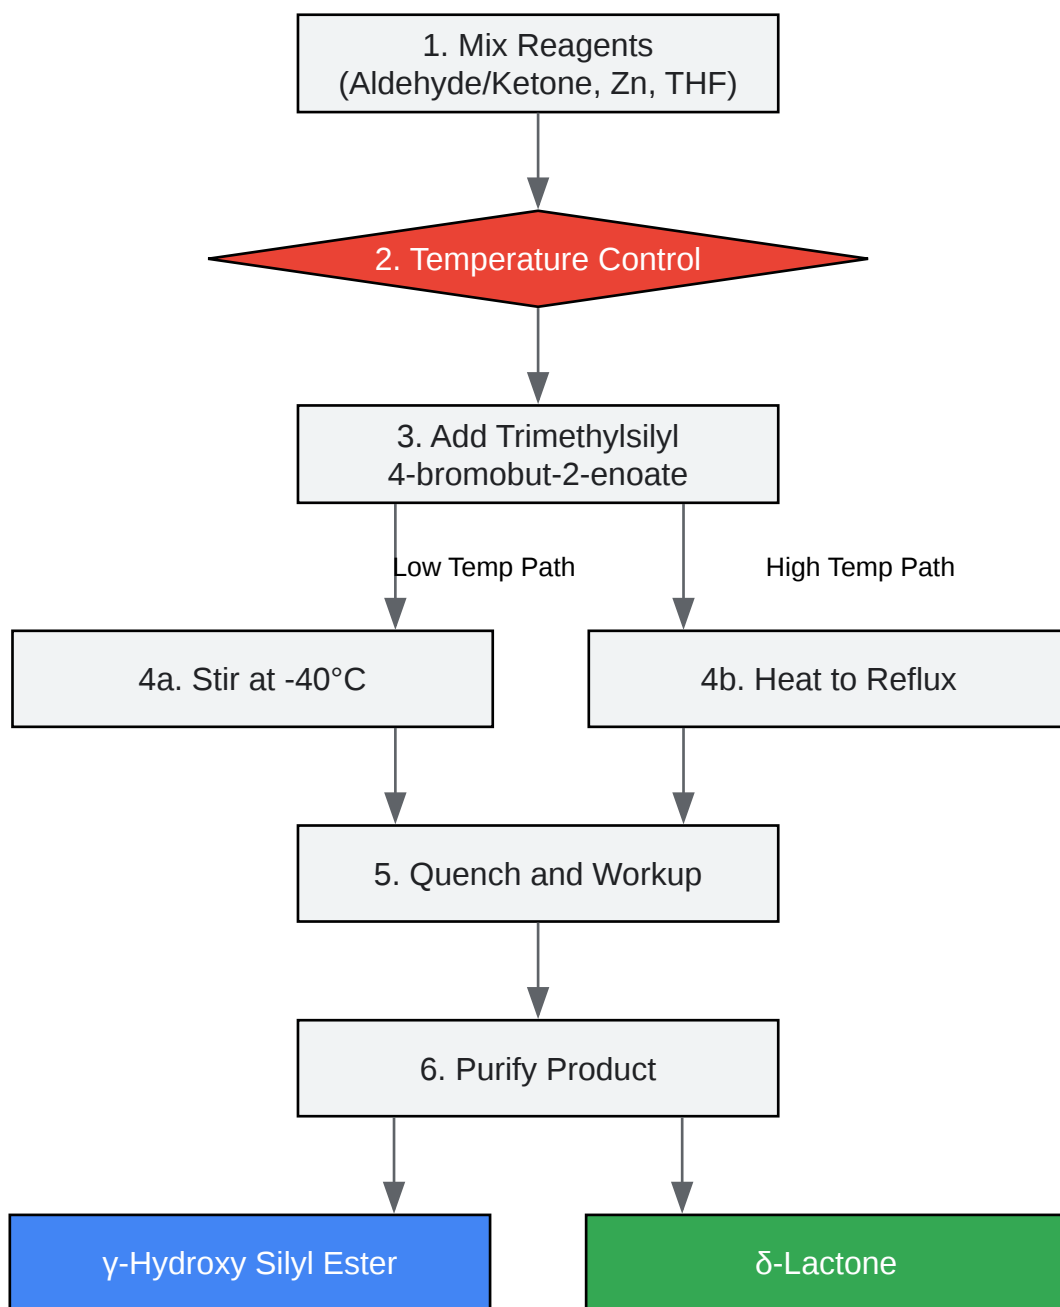 1. Mix Reagents
(Aldehyde/Ketone, Zn, THF)
2. Temperature Control
3. Add Trimethylsilyl
4-bromobut-2-enoate
Low Temp Path
High Temp Path
4a. Stir at -40°C
4b. Heat to Reflux
5. Quench and Workup
6. Purify Product
γ-Hydroxy Silyl Ester
δ-Lactone